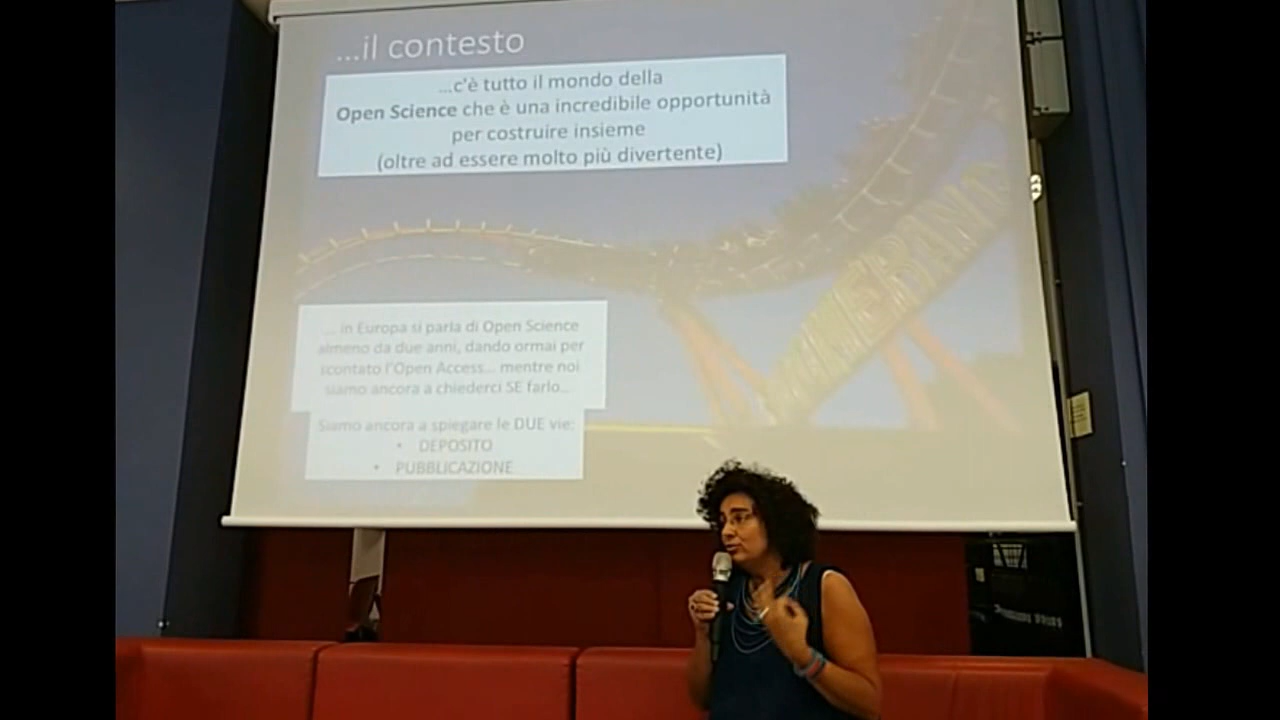 ...il contesto
...c'è tutto il mondo della
Open Science che è una incredibile opportunità
per costruire insieme
(oltre ad essere molto più divertente)
... in Europa si parla di Open Science
almeno da due anni, dando ormai per
scontato l'Open Access... mentre noi
siamo ancora a chiederci SE farlo...
Siamo ancora a spiegare le DUE vie:
• DEPOSITO
• PUBBLICAZIONE